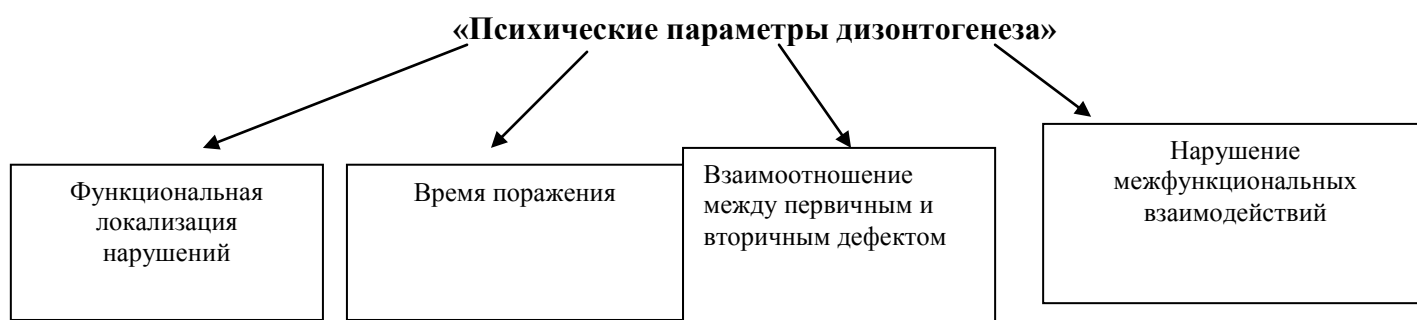 «Психические параметры дизонтогенеза»
Функциональная
локализация
нарушений
Время поражения
Взаимоотношение
между первичным и
вторичным дефектом
Нарушение
межфункциональных
взаимодействий